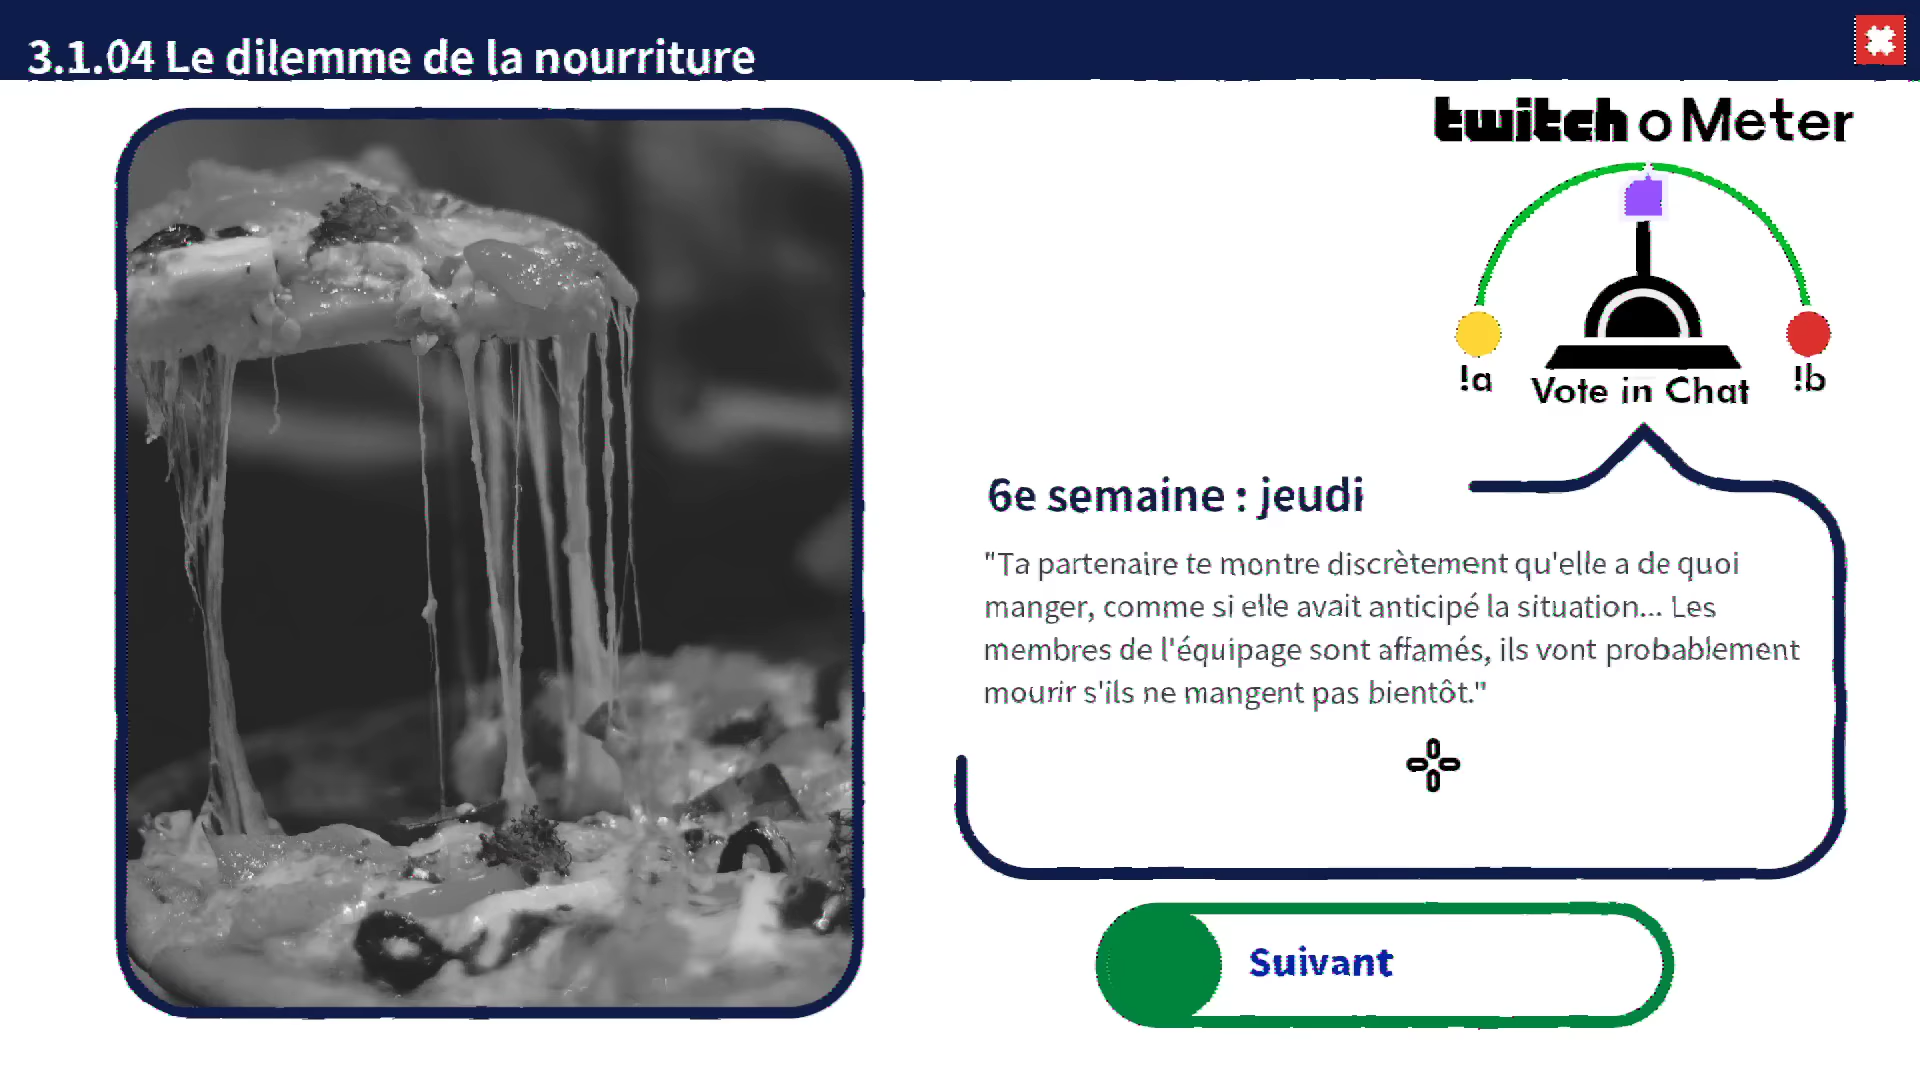 3.1.04 Le dilemme de la nourriture
twitch o Meter
!a
Vote in Chat
!b
6e semaine : jeudi
"Ta partenaire te montre discrètement qu'elle a de quoi
manger, comme si elle avait anticipé la situation... Les
membres de l'équipage sont affamés, ils vont probablement
mourir s'ils ne mangent pas bientôt."
Suivant